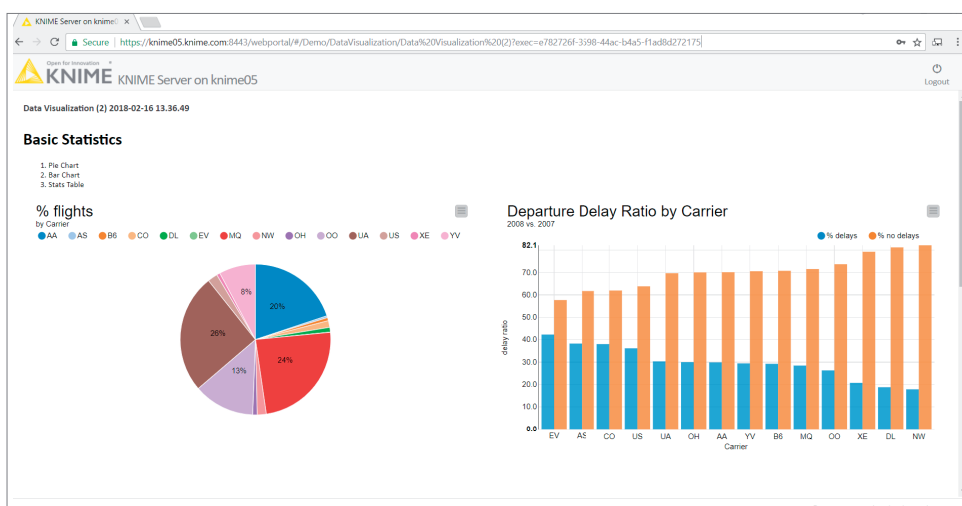 KNIME Server on knime
Secure | https://knime05.knime.com:8443/webportal/#/Demo/DataVisualization/Data%20Visualization%20(2)?exec=e782726f-3598-44ac-b4a5-f1ad8d272175
Open for Innovation
KNIME KNIME Server on knime05
Logout
Data Visualization (2) 2018-02-16 13.36.49
Basic Statistics
1. Pie Chart
2. Bar Chart
3. Stats Table
% flights
by Carrier
AA AS B6 CO DL EV MQ NW OH OO UA US XE YV
8%
20%
26%
24%
13%
Departure Delay Ratio by Carrier
2008 vs. 2007
% delays % no delays
82.1
70.0
60.0
50.0
40.0
30.0
20.0
10.0
0.0
delay ratio
EV AS CO US UA OH AA YV B6 MQ OO XE DL NW
Carrier